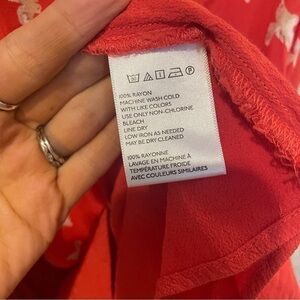 100% RAYON
MACHINE WASH COLD
WITH LIKE COLORS
USE ONLY NON-CHLORINE
BLEACH
LINE DRY
LOW IRON AS NEEDED
MAY BE DRY CLEANED
100% RAYONNE
LAVAGE EN MACHINE À
TEMPÉRATURE FROIDE
AVEC COULEURS SIMILAIRES